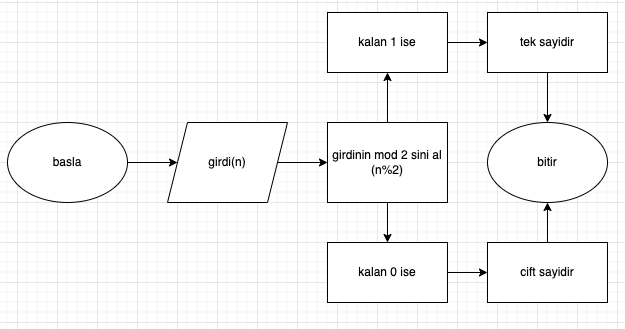 kalan 1 ise
tek sayidir
basla
girdi(n)
girdinin mod 2 sini al
(n%2)
bitir
kalan 0 ise
cift sayidir